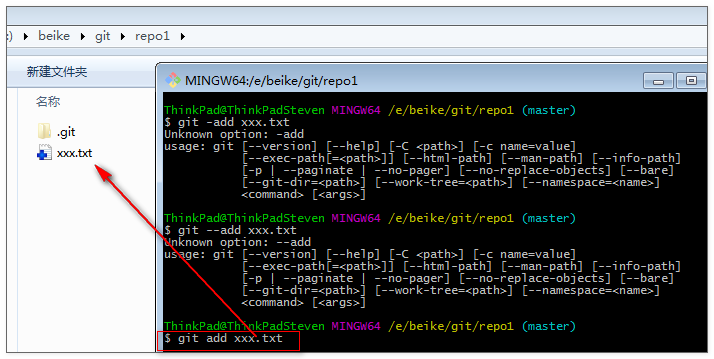 :)
beike
git
repo1
新建文件夹
名称
.git
xxx.txt
MINGW64:/e/beike/git/repo1
ThinkPad@ThinkPadSteven MINGW64 /e/beike/git/repo1 (master)
$ git -add xxx.txt
Unknown option: -add
usage: git [--version] [--help] [-C <path>] [-c name=value]
[--exec-path[=<path>]] [--html-path] [--man-path] [--info-path]
[-p | --paginate | --no-pager] [--no-replace-objects] [--bare]
[--git-dir=<path>] [--work-tree=<path>] [--namespace=<name>]
<command> [<args>]
ThinkPad@ThinkPadSteven MINGW64 /e/beike/git/repo1 (master)
$ git --add xxx.txt
Unknown option: --add
usage: git [--version] [--help] [-C <path>] [-c name=value]
[--exec-path[=<path>]] [--html-path] [--man-path] [--info-path]
[-p | --paginate | --no-pager] [--no-replace-objects] [--bare]
[--git-dir=<path>] [--work-tree=<path>] [--namespace=<name>]
<command> [<args>]
ThinkPad@ThinkPadSteven MINGW64 /e/beike/git/repo1 (master)
$ git add xxx.txt